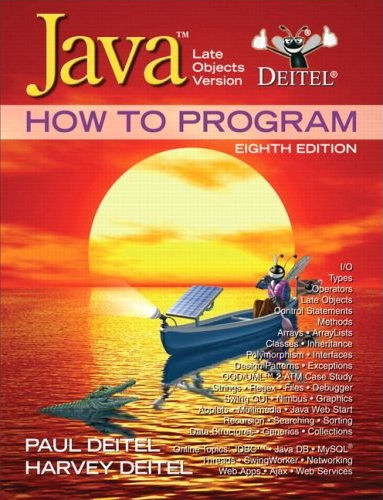 Java™
Late
Objects
Version
DEITEL®
HOW TO PROGRAM
EIGHTH EDITION
I/O
Types
Operators
Late Objects
Control Statements
Methods
Arrays • ArrayLists
Classes • Inheritance
Polymorphism • Interfaces
Design Patterns • Exceptions
OOD/UML™ 2 ATM Case Study
Strings • Regex • Files • Debugger
Swing GUI • Nimbus • Graphics
Applets • Multimedia • Java Web Start
Recursion • Searching • Sorting
Data Structures • Generics • Collections
Online Topics: JDBC™ • Java DB • MySQL®
Threads • SwingWorker • Networking
Web Apps • Ajax • Web Services
PAUL DEITEL
HARVEY DEITEL